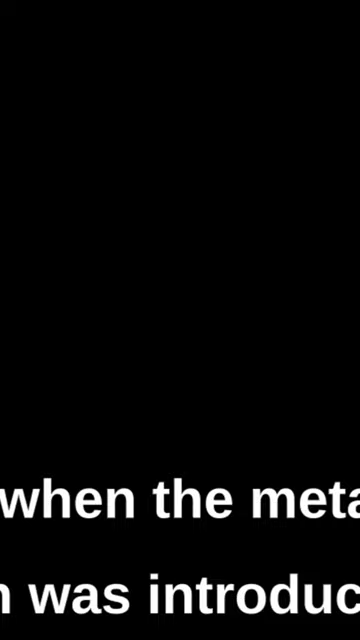 when the meta
n was introduc